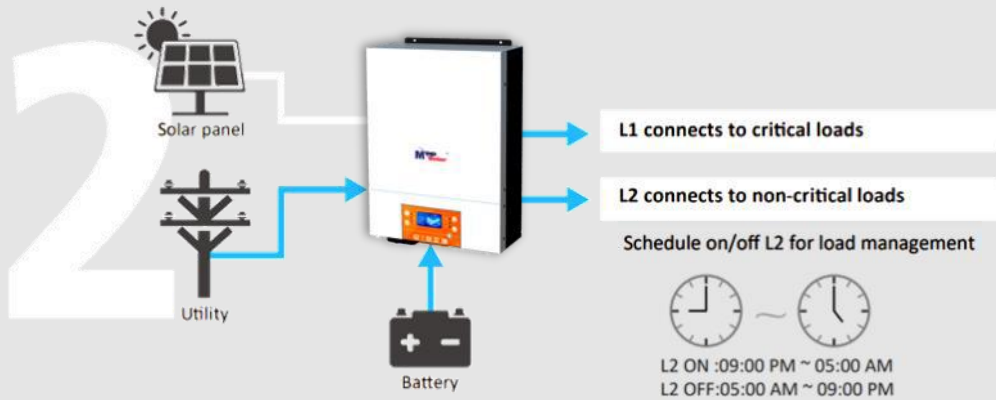 2
Solar panel
Utility
Battery
L1 connects to critical loads
L2 connects to non-critical loads
Schedule on/off L2 for load management
~
L2 ON :09:00 PM ~ 05:00 AM
L2 OFF:05:00 AM ~ 09:00 PM